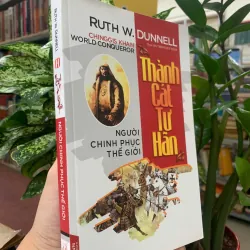 RUTH W. DUNNELL
CHINGGIS KHAN
WORLD CONQUEROR
Thành
Cát
Tư
Hãn
NGƯỜI
CHINH PHỤC
THẾ GIỚI
NGƯỜI CHINH PHỤC THẾ GIỚI